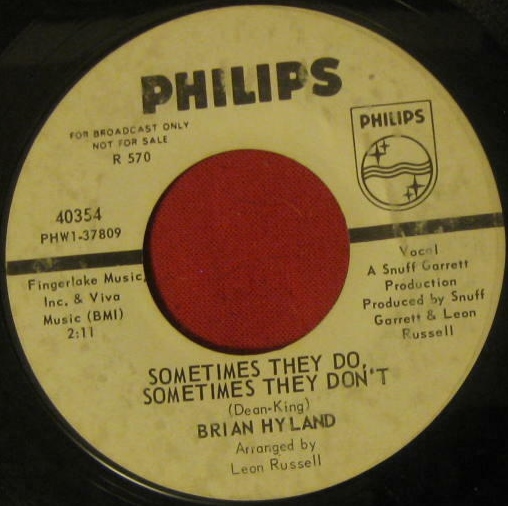 PHILIPS
FOR BROADCAST ONLY
NOT FOR SALE
R 570
PHILIPS
40354
PHW1-37809
Fingerlake Music,
Inc. & Viva
Music (BMI)
2:11
Vocal
A Snuff Garrett
Production
Produced by Snuff
Garrett & Leon
Russell
SOMETIMES THEY DO,
SOMETIMES THEY DON'T
(Dean-King)
BRIAN HYLAND
Arranged by
Leon Russell